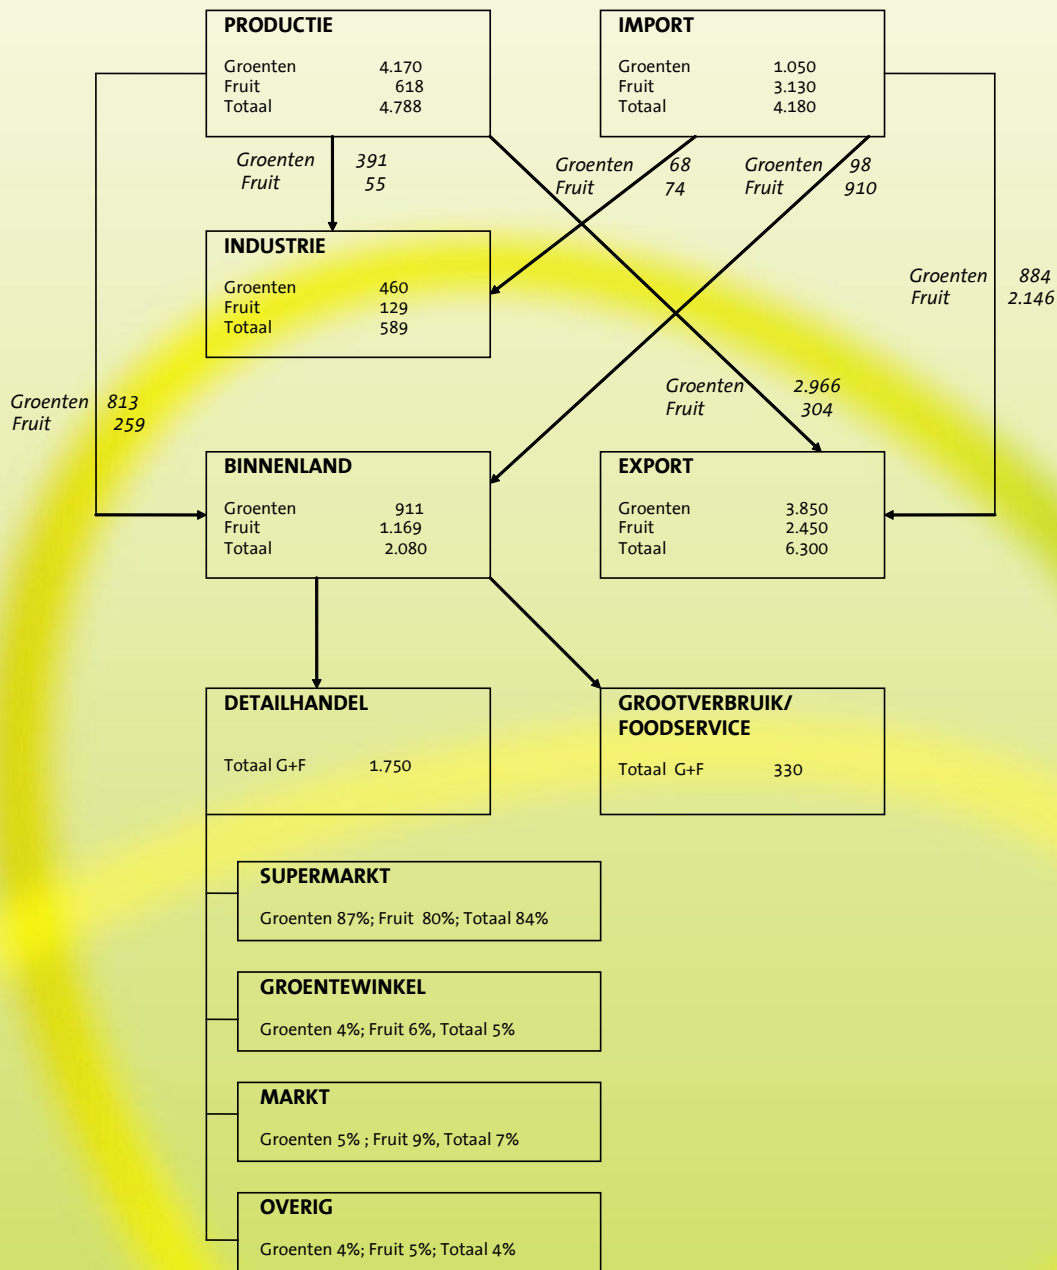 PRODUCTIE
Groenten 4.170
Fruit 618
Totaal 4.788
IMPORT
Groenten 1.050
Fruit 3.130
Totaal 4.180
Groenten 391
Fruit 55
Groenten 68
Fruit 74
Groenten 98
Fruit 910
INDUSTRIE
Groenten 460
Fruit 129
Totaal 589
Groenten 884
Fruit 2.146
Groenten 813
Fruit 259
Groenten 2.966
Fruit 304
BINNENLAND
Groenten 911
Fruit 1.169
Totaal 2.080
EXPORT
Groenten 3.850
Fruit 2.450
Totaal 6.300
DETAILHANDEL
Totaal G+F 1.750
GROOTVERBRUIK/
FOODSERVICE
Totaal G+F 330
SUPERMARKT
Groenten 87%; Fruit 80%; Totaal 84%
GROENTEWINKEL
Groenten 4%; Fruit 6%, Totaal 5%
MARKT
Groenten 5% ; Fruit 9%, Totaal 7%
OVERIG
Groenten 4%; Fruit 5%; Totaal 4%